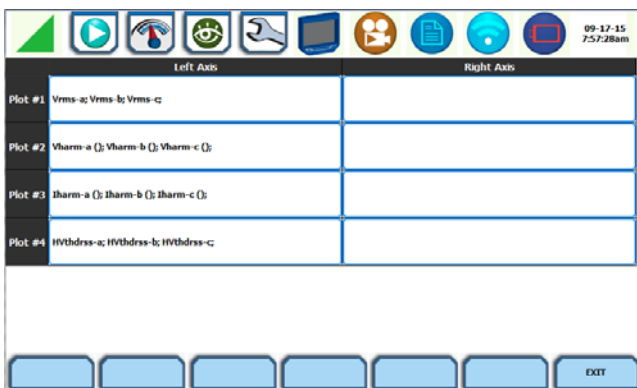 09-17-15
7:57:28am
Left Axis Right Axis
Plot #1 Vrms-a; Vrms-b; Vrms-c;
Plot #2 Vharm-a (); Vharm-b (); Vharm-c ();
Plot #3 Iharm-a (); Iharm-b (); Iharm-c ();
Plot #4 HVthdrss-a; HVthdrss-b; HVthdrss-c;
EXIT